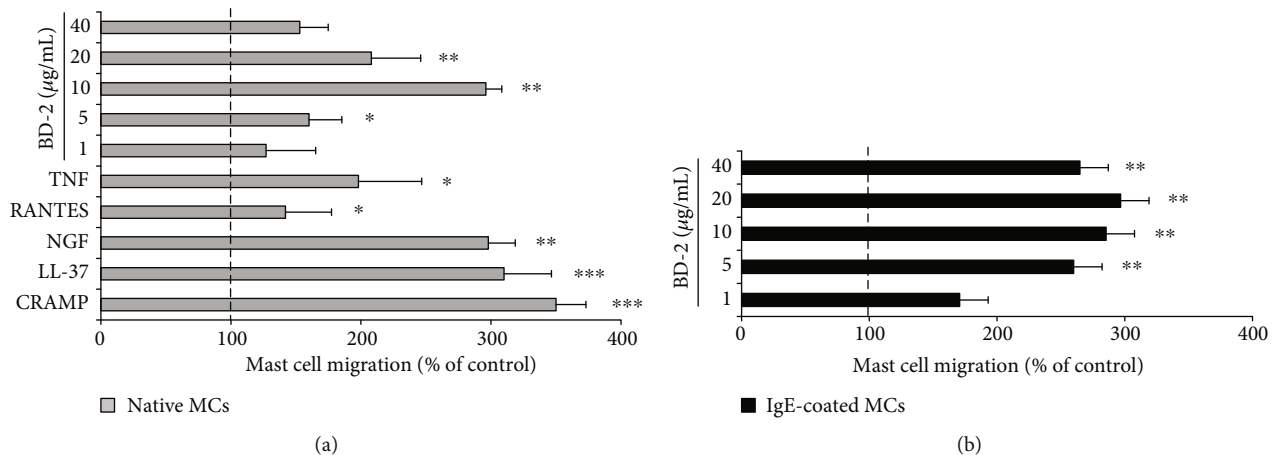 BD-2 (μg/mL)
40
20 **
10 **
5 *
1
TNF *
RANTES *
NGF **
LL-37 ***
CRAMP ***
0 100 200 300 400
Mast cell migration (% of control)
Native MCs
(a)
BD-2 (μg/mL)
40 **
20 **
10 **
5 **
1
0 100 200 300 400
Mast cell migration (% of control)
IgE-coated MCs
(b)